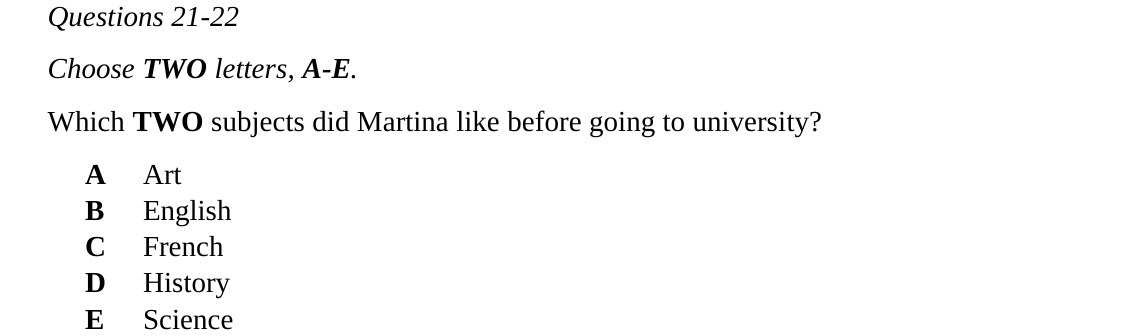 Questions 21-22
Choose TWO letters, A-E.
Which TWO subjects did Martina like before going to university?
A Art
B English
C French
D History
E Science